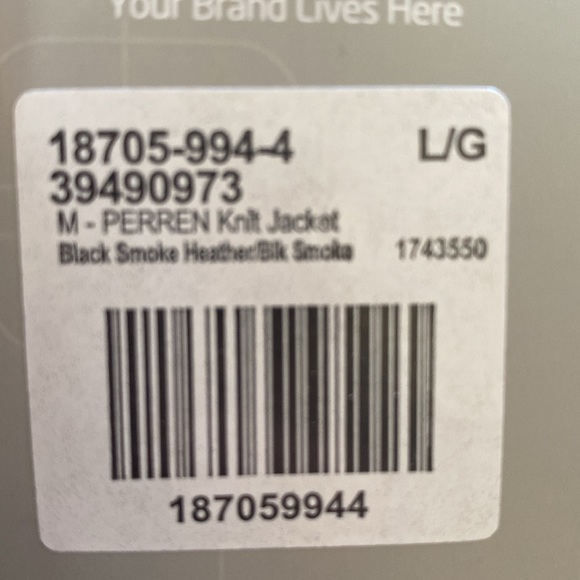 Your Brand Lives Here
18705-994-4 L/G
39490973
M - PERREN Knit Jacket
Black Smoke Heather/Blk Smoke 1743550
187059944